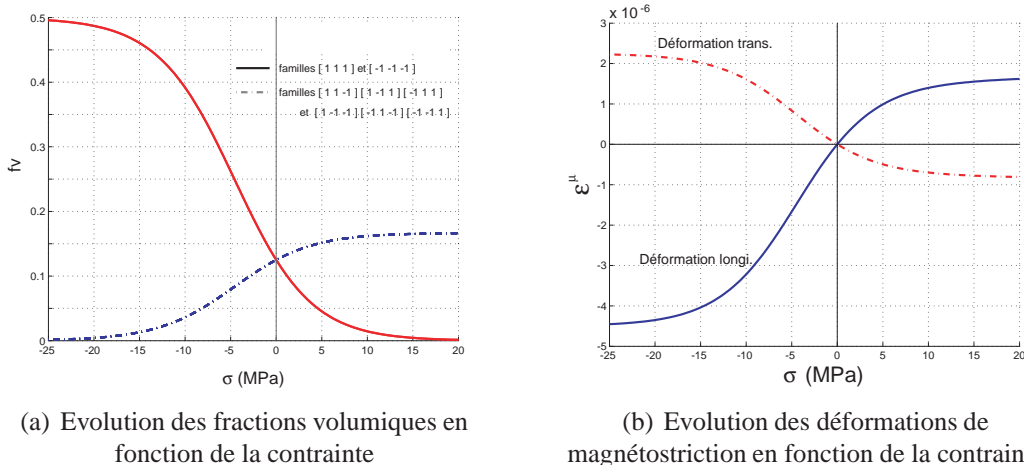 0.5
0.4
0.3
0.2
0.1
0
fv
familles [ 1 1 1 ] et [ -1 -1 -1 ]
familles [ 1 1 -1 ] [ 1 -1 1 ] [ -1 1 1 ]
et [ 1 -1 -1 ] [ -1 1 -1 ] [ -1 -1 1 ]
-25 -20 -15 -10 -5 0 5 10 15 20
σ (MPa)
(a) Evolution des fractions volumiques en
fonction de la contrainte
x 10⁻⁶
3
2
1
0
-1
-2
-3
-4
-5
ε^μ
Déformation trans.
Déformation longi.
-25 -20 -15 -10 -5 0 5 10 15 20
σ (MPa)
(b) Evolution des déformations de
magnétostriction en fonction de la contrain